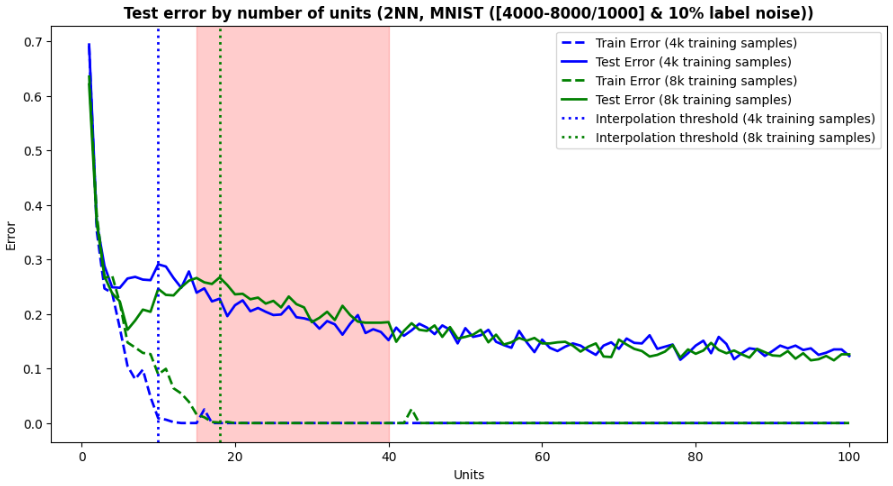 Test error by number of units (2NN, MNIST ([4000-8000/1000] & 10% label noise))
Error
0.7
0.6
0.5
0.4
0.3
0.2
0.1
0.0
Train Error (4k training samples)
Test Error (4k training samples)
Train Error (8k training samples)
Test Error (8k training samples)
Interpolation threshold (4k training samples)
Interpolation threshold (8k training samples)
0 20 40 60 80 100
Units